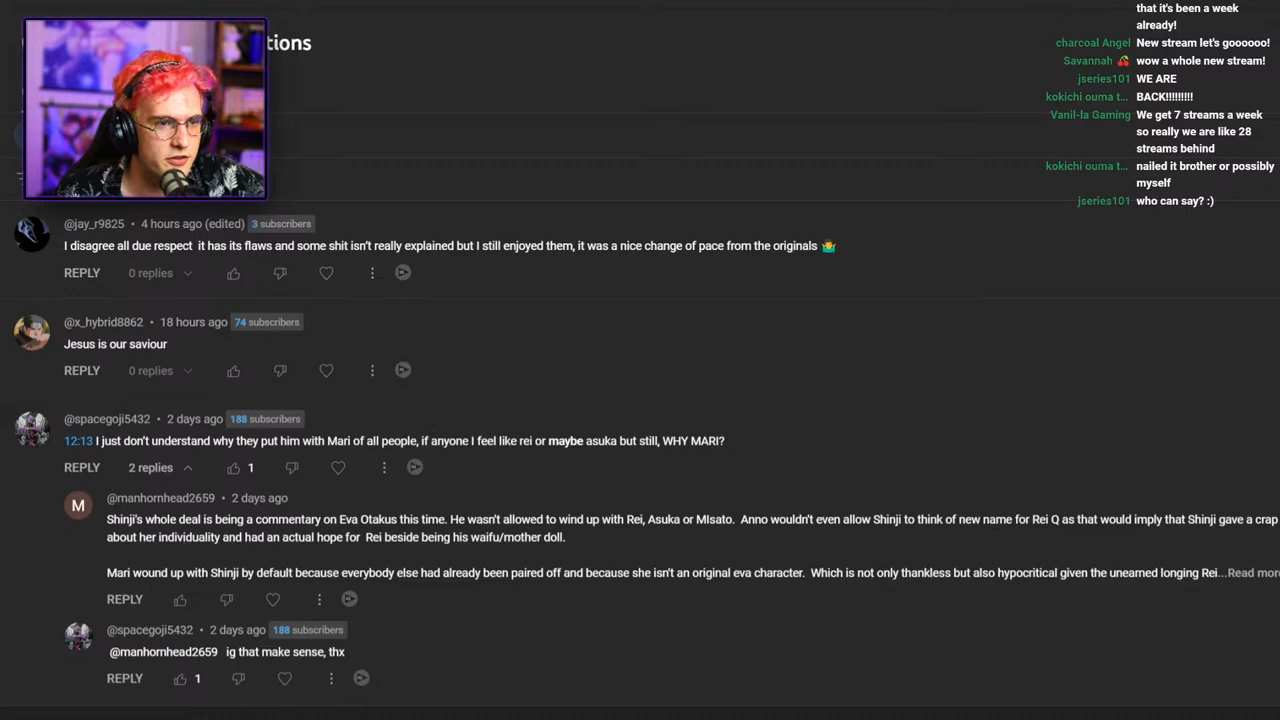 tions
@jay_r9825 • 4 hours ago (edited) 3 subscribers
I disagree all due respect it has its flaws and some shit isn't really explained but I still enjoyed them, it was a nice change of pace from the originals 🤷‍♂️
REPLY 0 replies
@x_hybrid8862 • 18 hours ago 74 subscribers
Jesus is our saviour
REPLY 0 replies
@spacegoji5432 • 2 days ago 188 subscribers
12:13 I just don't understand why they put him with Mari of all people, if anyone I feel like rei or maybe asuka but still, WHY MARI?
REPLY 2 replies 1
M
@manhornhead2659 • 2 days ago
Shinji's whole deal is being a commentary on Eva Otakus this time. He wasn't allowed to wind up with Rei, Asuka or MIsato. Anno wouldn't even allow Shinji to think of new name for Rei Q as that would imply that Shinji gave a crap
about her individuality and had an actual hope for Rei beside being his waifu/mother doll.
Mari wound up with Shinji by default because everybody else had already been paired off and because she isn't an original eva character. Which is not only thankless but also hypocritical given the unearned longing Rei...Read more
REPLY
@spacegoji5432 • 2 days ago 188 subscribers
@manhornhead2659 ig that make sense, thx
REPLY 1
that it's been a week
already!
charcoal Angel New stream let's goooooo!
Savannah 🍒 wow a whole new stream!
jseries101 WE ARE
kokichi ouma t... BACK!!!!!!!!!
Vanil-la Gaming We get 7 streams a week
so really we are like 28
streams behind
kokichi ouma t... nailed it brother or possibly
myself
jseries101 who can say? :)